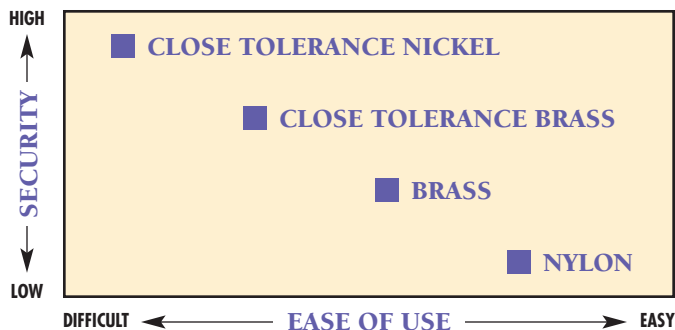 HIGH
CLOSE TOLERANCE NICKEL
CLOSE TOLERANCE BRASS
SECURITY
BRASS
NYLON
LOW
DIFFICULT EASE OF USE EASY